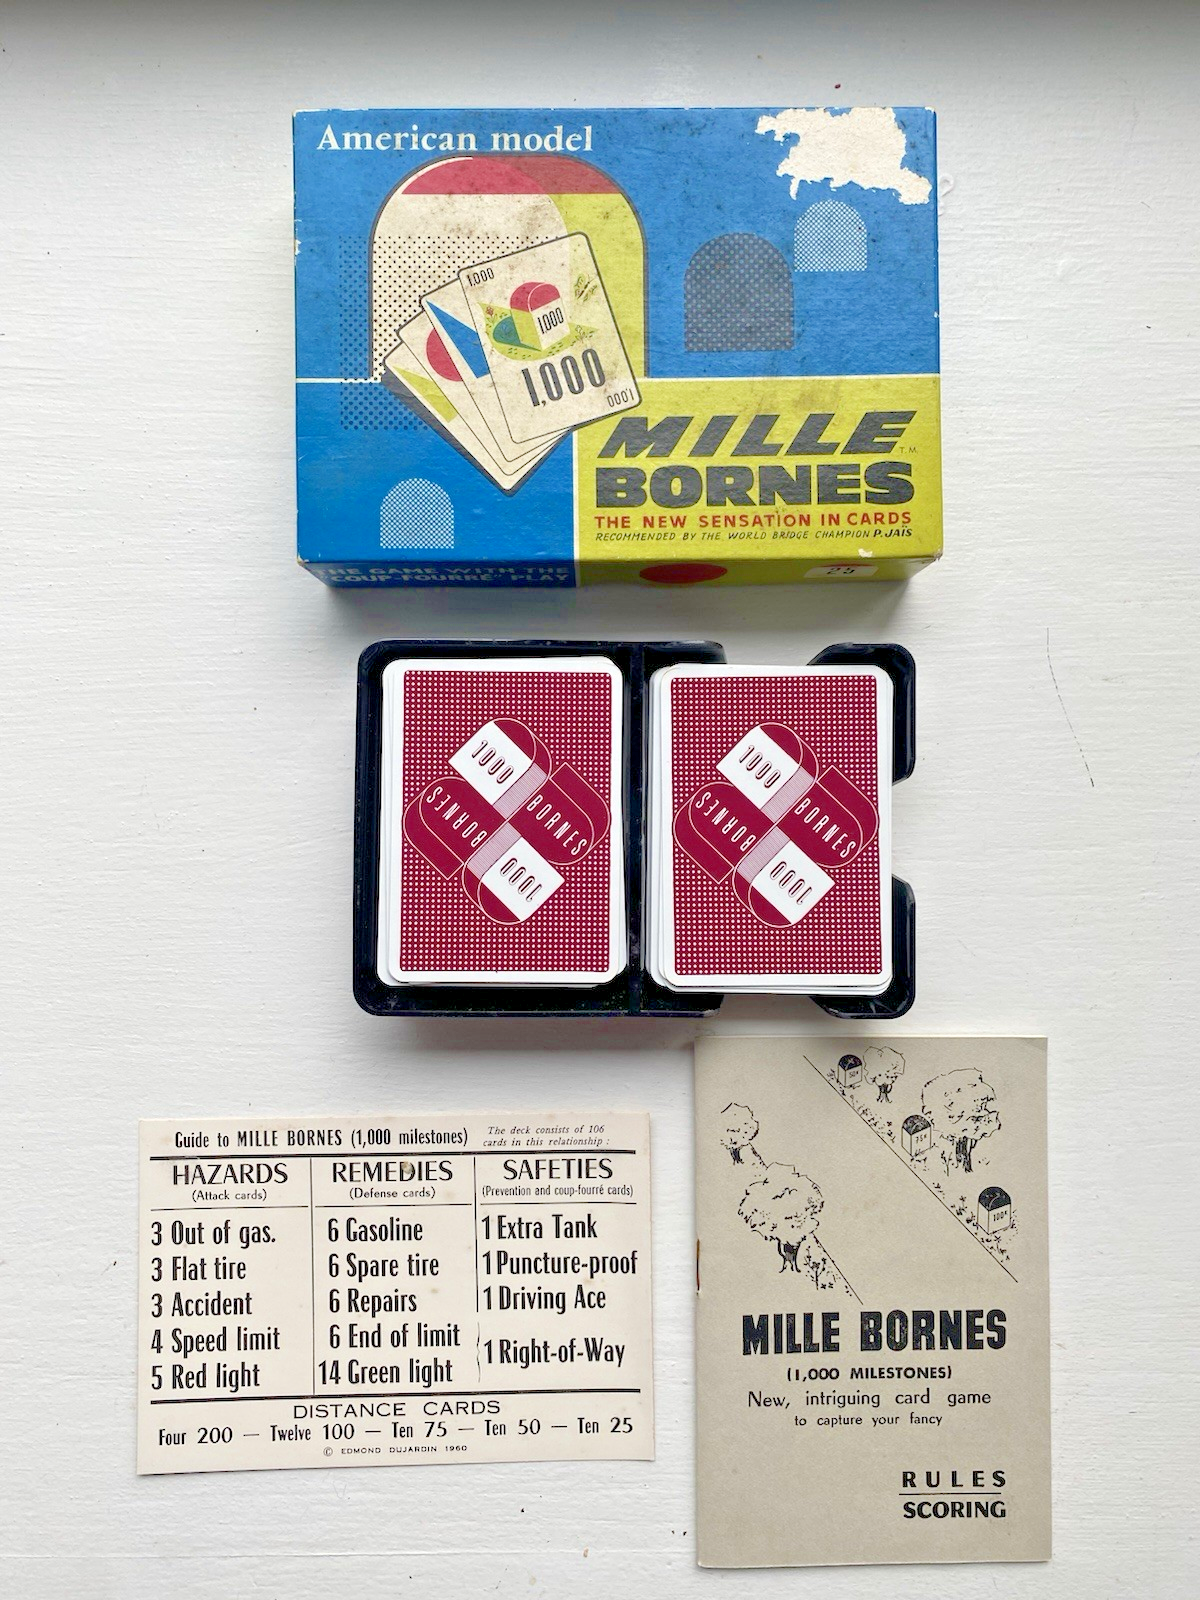 American model
1,000
1,000
1,000
1,000
MILLE
T.M.
BORNES
THE NEW SENSATION IN CARDS
RECOMMENDED BY THE WORLD BRIDGE CHAMPION P. JAÏS
THE GAME WITH THE
"COUP-FOURRÉ" PLAY
25
1000
BORNES
BORNES
1000
1000
BORNES
BORNES
1000
Guide to MILLE BORNES (1,000 milestones)
The deck consists of 106
cards in this relationship :
HAZARDS
(Attack cards)
3 Out of gas.
3 Flat tire
3 Accident
4 Speed limit
5 Red light
REMEDIES
(Defense cards)
6 Gasoline
6 Spare tire
6 Repairs
6 End of limit
14 Green light
SAFETIES
(Prevention and coup-fourré cards)
1 Extra Tank
1 Puncture-proof
1 Driving Ace
1 Right-of-Way
DISTANCE CARDS
Four 200 — Twelve 100 — Ten 75 — Ten 50 — Ten 25
© EDMOND DUJARDIN 1960
MILLE BORNES
(1,000 MILESTONES)
New, intriguing card game
to capture your fancy
RULES
SCORING